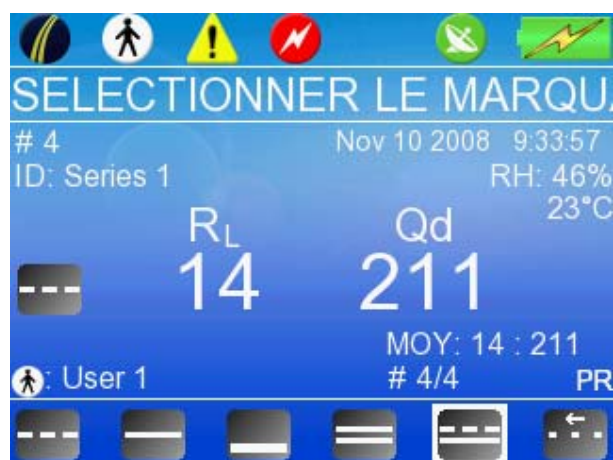 SELECTIONNER LE MARQU
# 4 Nov 10 2008 9:33:57
ID: Series 1 RH: 46%
23°C
RL Qd
14 211
MOY: 14 : 211
: User 1 # 4/4 PR